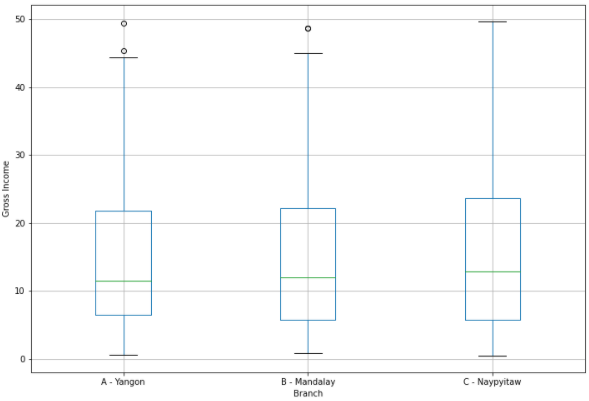 50
40
30
20
10
0
Gross Income
A - Yangon
B - Mandalay
C - Naypyitaw
Branch